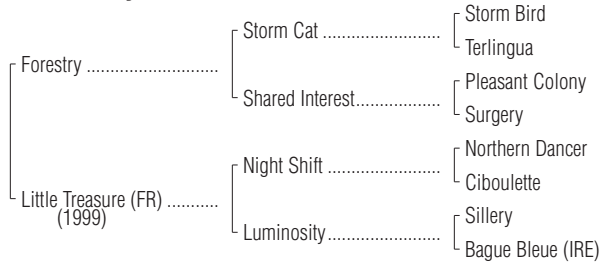 Storm Bird
Storm Cat ......................
Terlingua
Forestry .........................
Pleasant Colony
Shared Interest................
Surgery
Northern Dancer
Night Shift ......................
Ciboulette
Little Treasure (FR) ..........
(1999)
Sillery
Luminosity.....................
Bague Bleue (IRE)